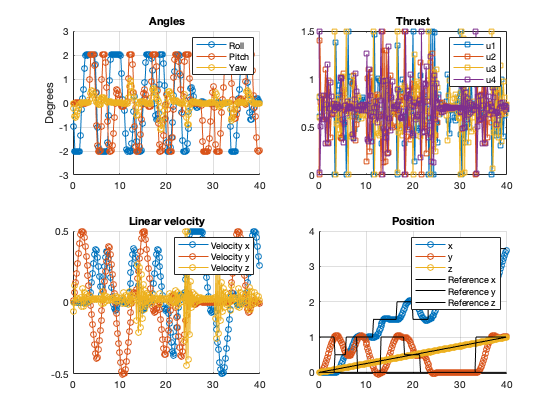 Angles
Thrust
3
2
1
0
-1
-2
-3
Degrees
Roll
Pitch
Yaw
0
10
20
30
40
1.5
1
0.5
0
u1
u2
u3
u4
0
10
20
30
40
Linear velocity
Position
0.5
0
-0.5
Velocity x
Velocity y
Velocity z
0
10
20
30
40
4
3
2
1
0
x
y
z
Reference x
Reference y
Reference z
0
10
20
30
40